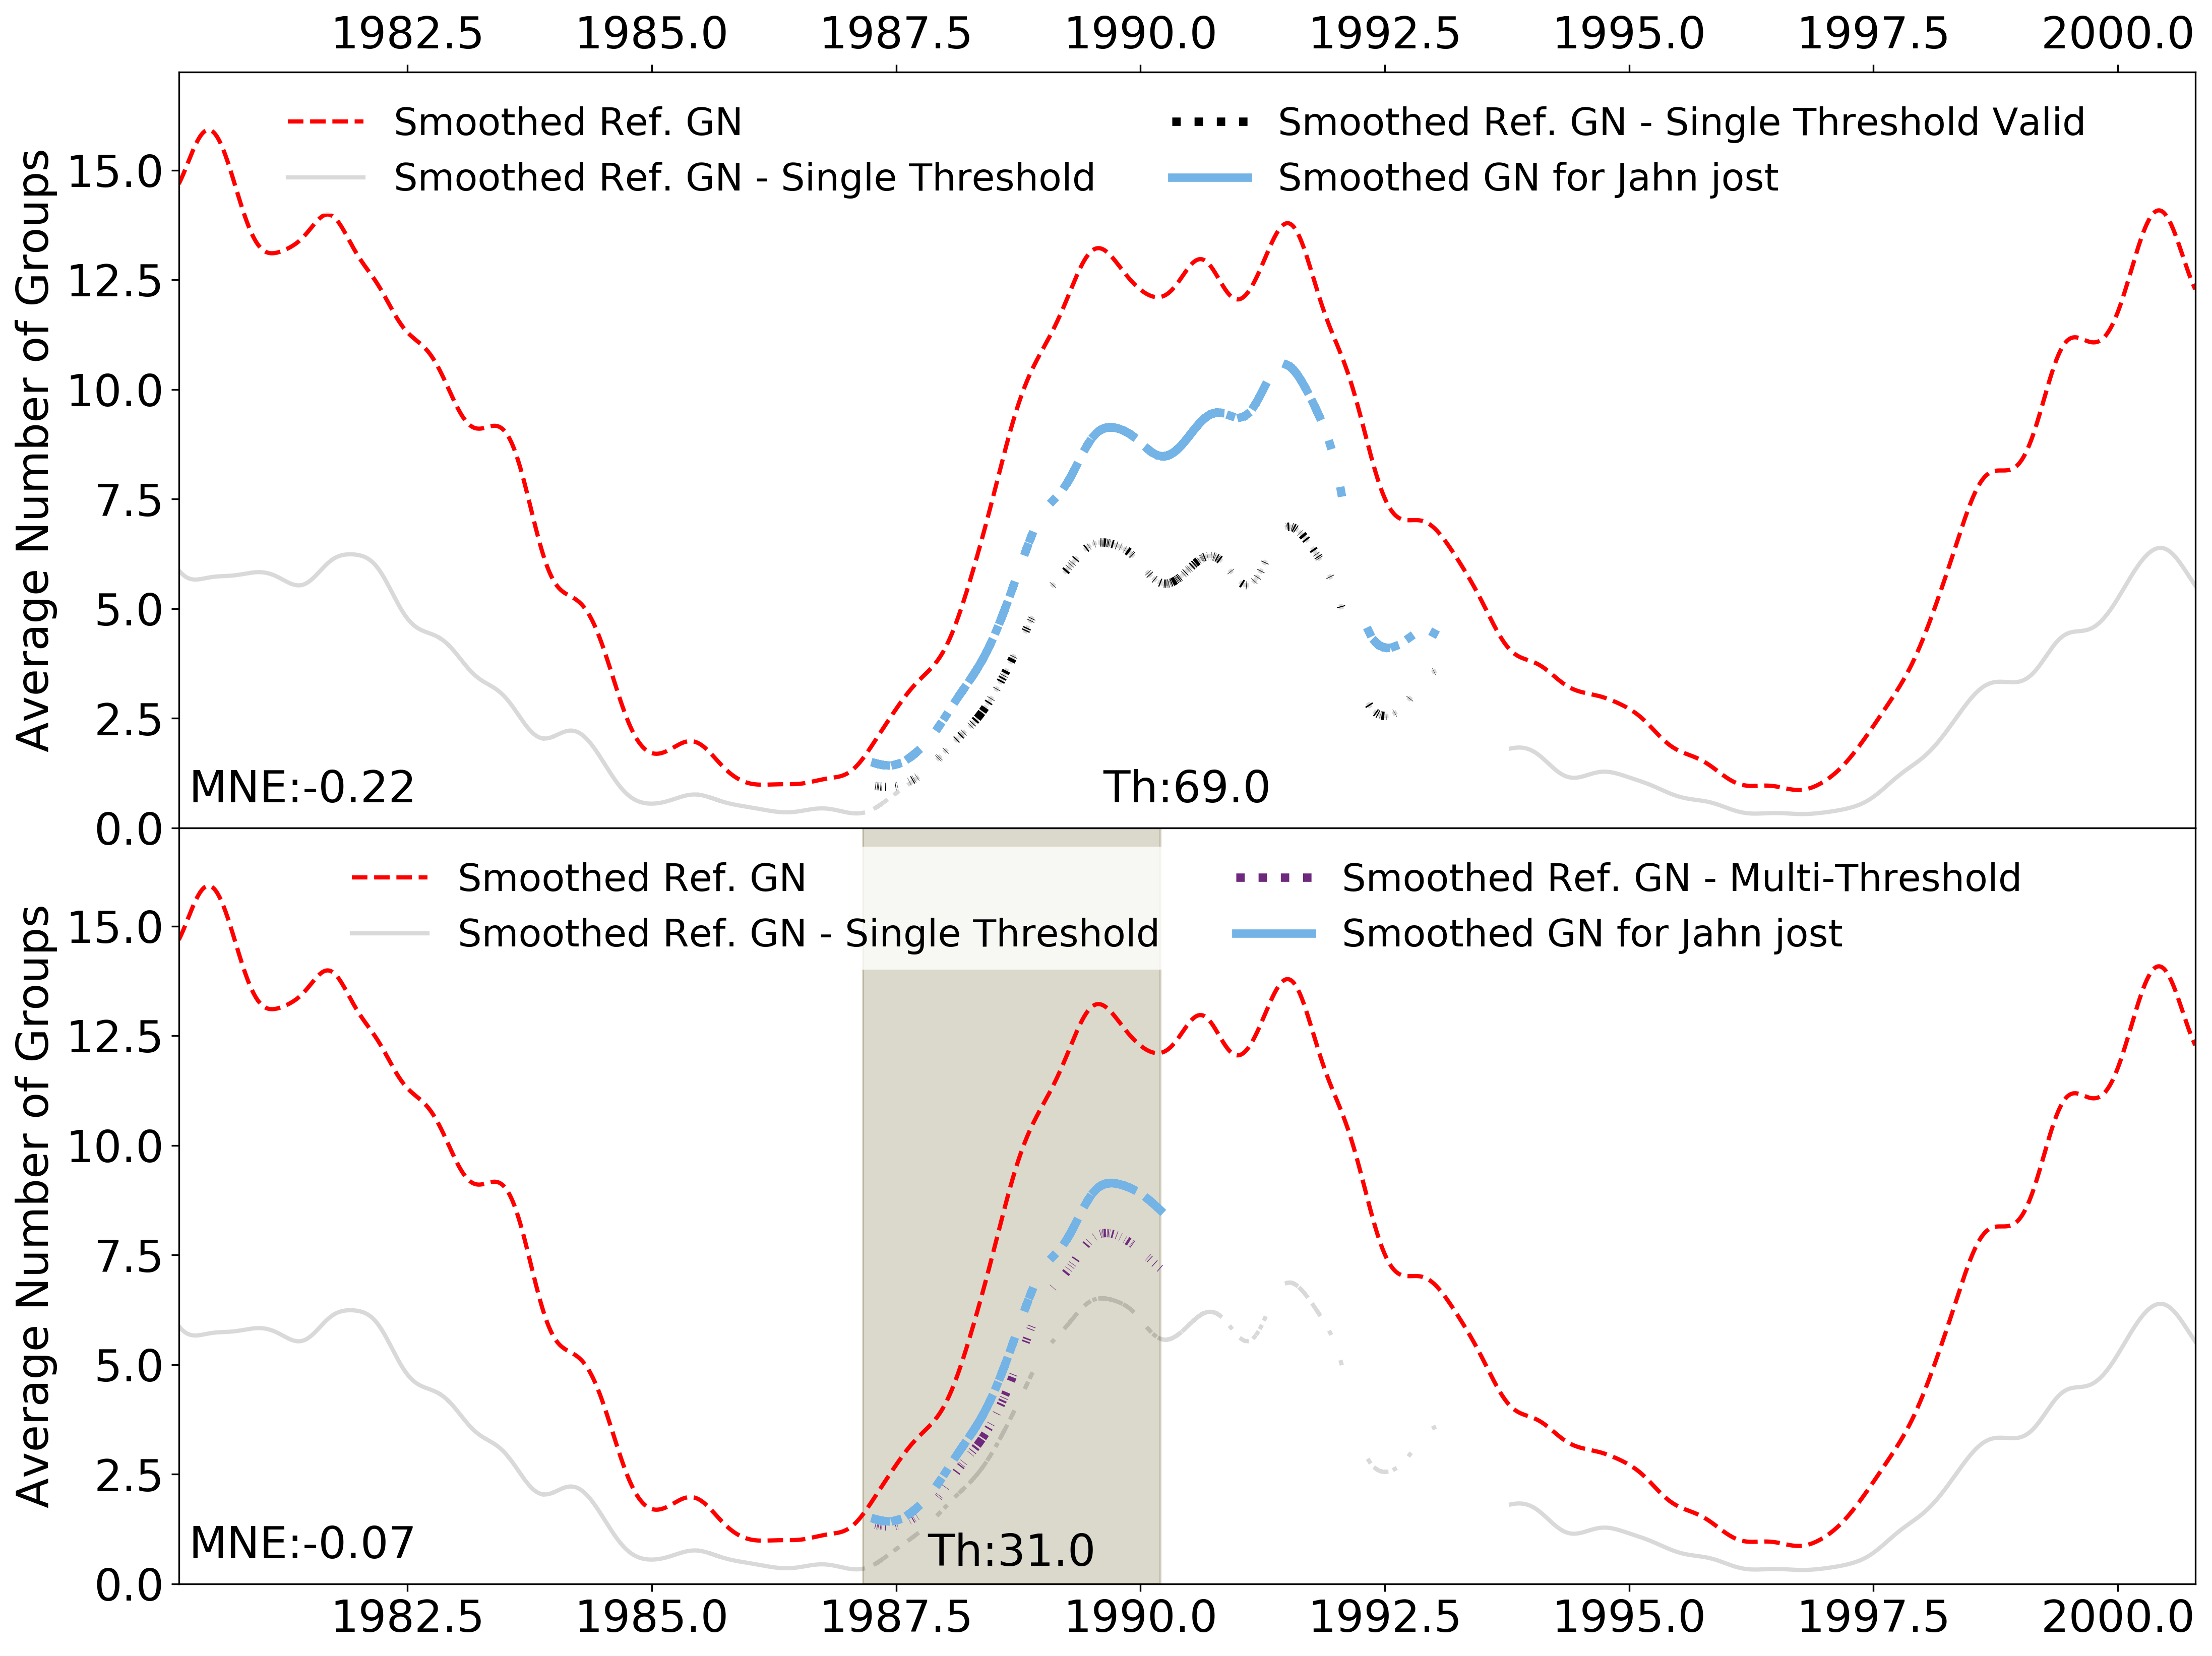 1982.5 1985.0 1987.5 1990.0 1992.5 1995.0 1997.5 2000.0
Smoothed Ref. GN
Smoothed Ref. GN - Single Threshold
Smoothed Ref. GN - Single Threshold Valid
Smoothed GN for Jahn jost
Average Number of Groups
15.0
12.5
10.0
7.5
5.0
2.5
0.0
MNE:-0.22
Th:69.0
Smoothed Ref. GN
Smoothed Ref. GN - Single Threshold
Smoothed Ref. GN - Multi-Threshold
Smoothed GN for Jahn jost
Average Number of Groups
15.0
12.5
10.0
7.5
5.0
2.5
0.0
MNE:-0.07
Th:31.0
1982.5 1985.0 1987.5 1990.0 1992.5 1995.0 1997.5 2000.0